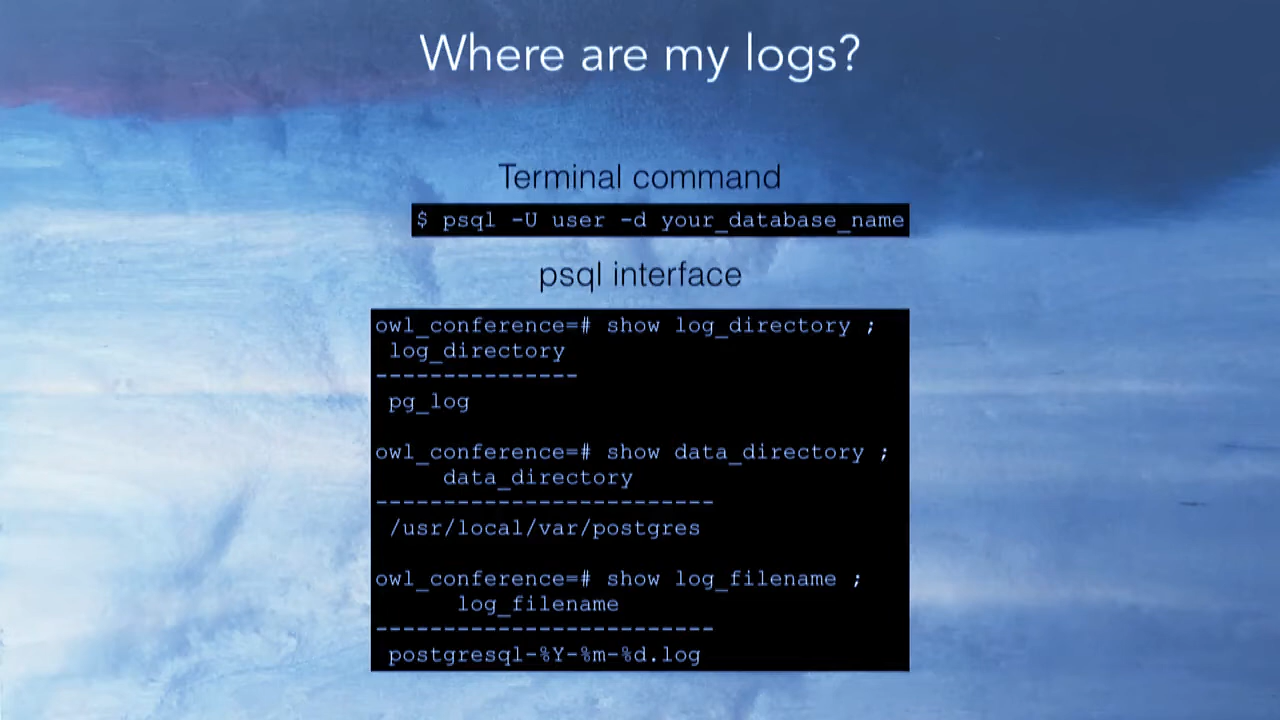 Where are my logs?
Terminal command
$ psql -U user -d your_database_name
psql interface
owl_conference=# show log_directory ;
log_directory
---------------
pg_log
owl_conference=# show data_directory ;
data_directory
-------------------------
/usr/local/var/postgres
owl_conference=# show log_filename ;
log_filename
-------------------------
postgresql-%Y-%m-%d.log